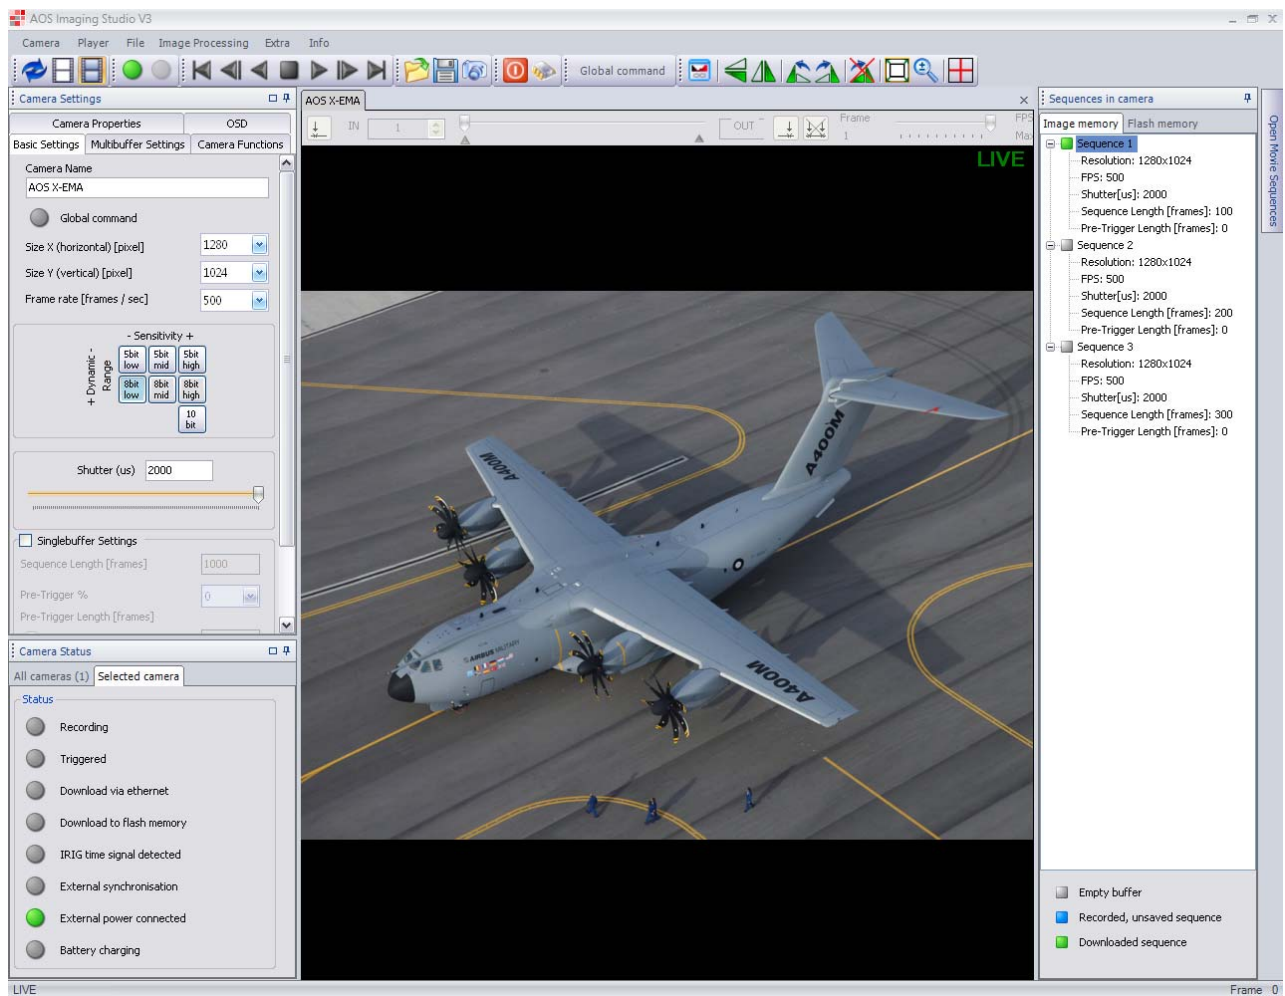 AOS Imaging Studio V3
Camera Player File Image Processing Extra Info
Global command
Camera Settings
Camera Properties OSD
Basic Settings Multibuffer Settings Camera Functions
Camera Name
AOS X-EMA
Global command
Size X (horizontal) [pixel] 1280
Size Y (vertical) [pixel] 1024
Frame rate [frames / sec] 500
- Sensitivity +
+ Dynamic -
Range
5bit low 5bit mid 5bit high
8bit low 8bit mid 8bit high
10 bit
Shutter (us) 2000
Singlebuffer Settings
Sequence Length [frames] 1000
Pre-Trigger % 0
Pre-Trigger Length [frames]
Camera Status
All cameras (1) Selected camera
Status
Recording
Triggered
Download via ethernet
Download to flash memory
IRIG time signal detected
External synchronisation
External power connected
Battery charging
AOS X-EMA
IN 1 OUT Frame 1 FPS Max
LIVE
A400M
A400M
AIRBUS MILITARY
A400M
Sequences in camera
Image memory Flash memory
Sequence 1
Resolution: 1280x1024
FPS: 500
Shutter[us]: 2000
Sequence Length [frames]: 100
Pre-Trigger Length [frames]: 0
Sequence 2
Resolution: 1280x1024
FPS: 500
Shutter[us]: 2000
Sequence Length [frames]: 200
Pre-Trigger Length [frames]: 0
Sequence 3
Resolution: 1280x1024
FPS: 500
Shutter[us]: 2000
Sequence Length [frames]: 300
Pre-Trigger Length [frames]: 0
Empty buffer
Recorded, unsaved sequence
Downloaded sequence
Open Movie Sequences
LIVE
Frame 0